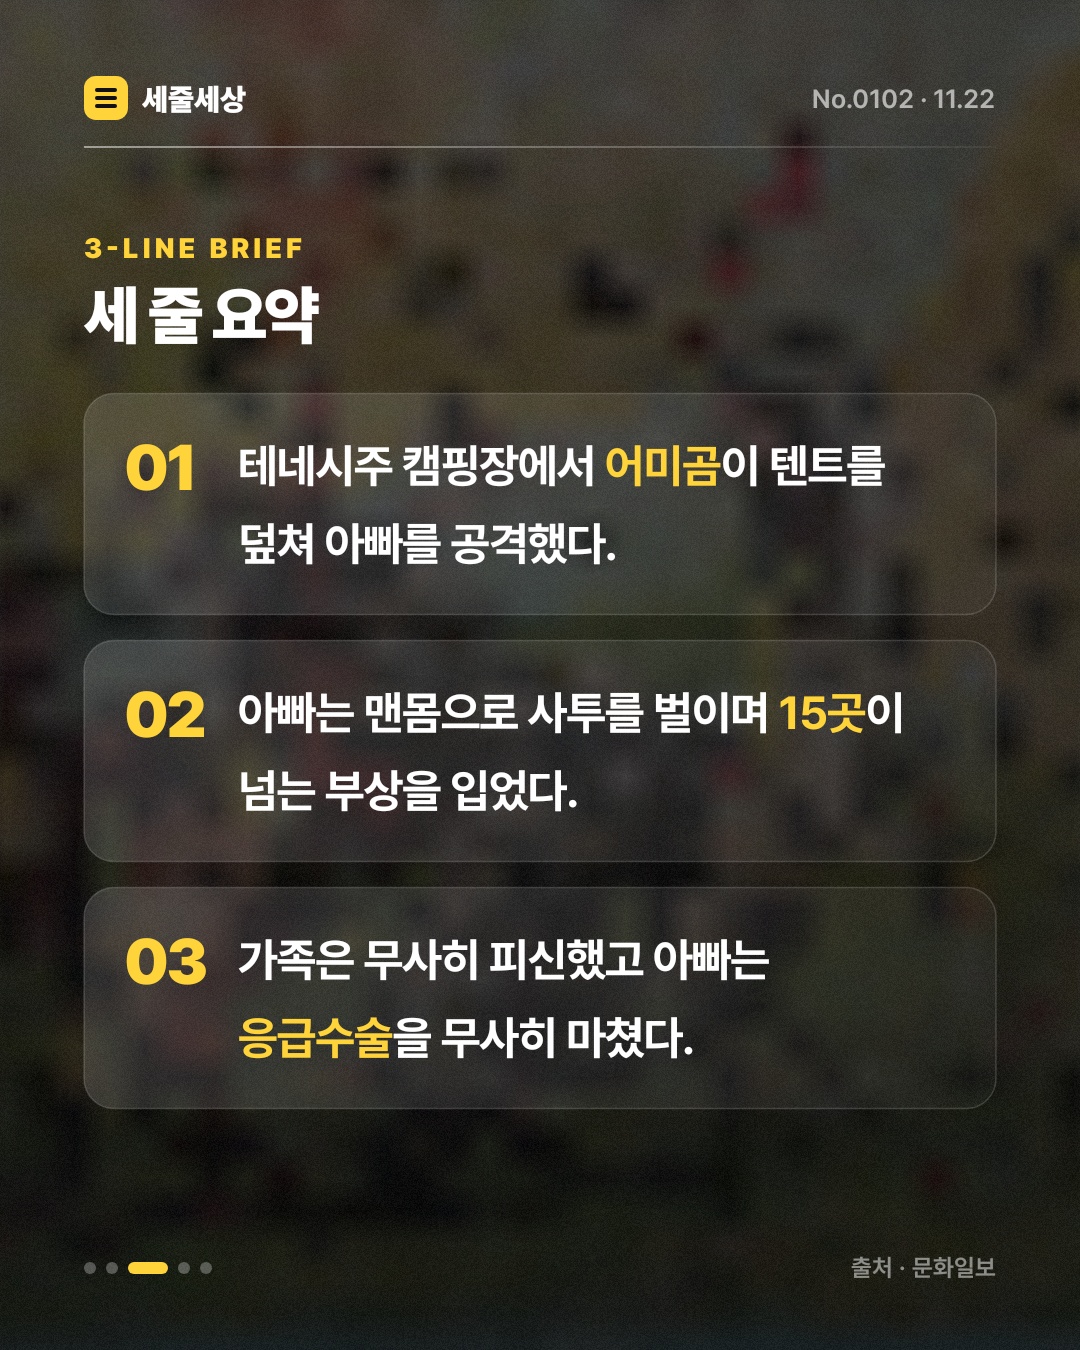 세줄세상
No.0102 · 11.22
3-LINE BRIEF
세 줄 요약
01
테네시주 캠핑장에서 어미곰이 텐트를
덮쳐 아빠를 공격했다.
02
아빠는 맨몸으로 사투를 벌이며 15곳이
넘는 부상을 입었다.
03
가족은 무사히 피신했고 아빠는
응급수술을 무사히 마쳤다.
출처 · 문화일보